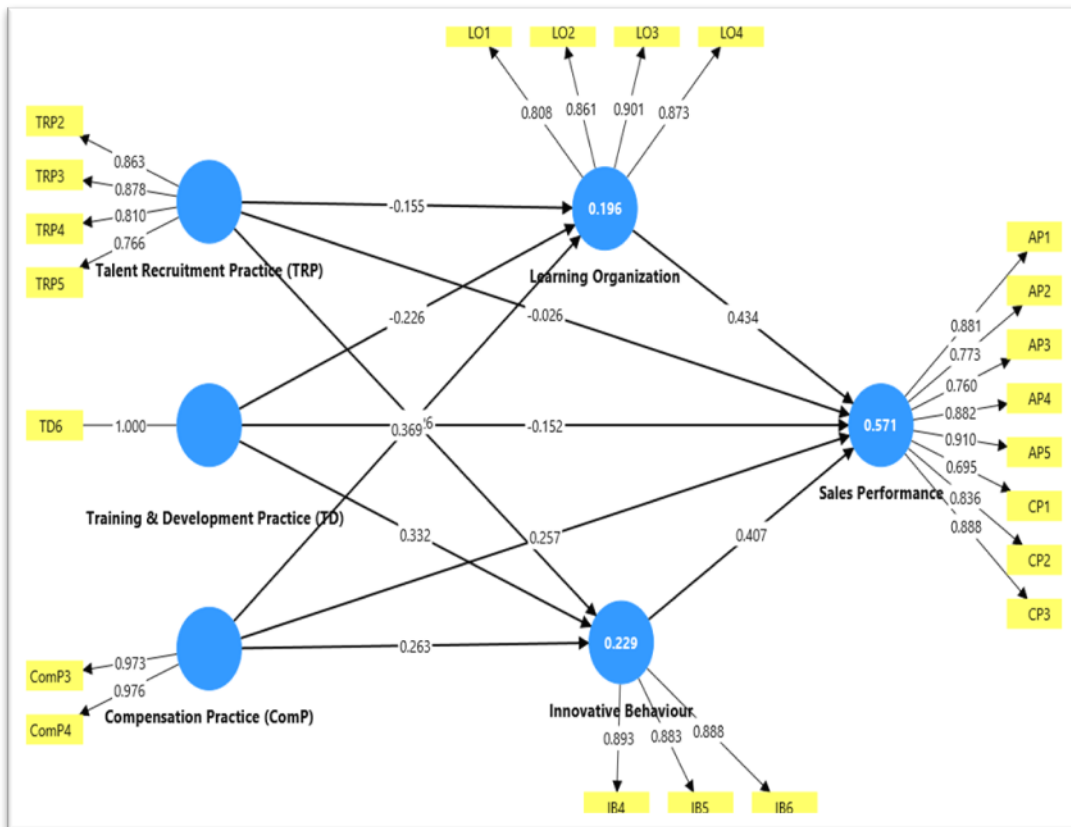 LO1
LO2
LO3
LO4
0.808
0.861
0.901
0.873
TRP2
TRP3
TRP4
TRP5
0.863
0.878
0.810
0.766
Talent Recruitment Practice (TRP)
-0.155
0.196
Learning Organization
-0.226
-0.026
0.434
AP1
AP2
AP3
AP4
AP5
CP1
CP2
CP3
0.881
0.773
0.760
0.882
0.910
0.695
0.836
0.888
TD6
1.000
0.369
-0.152
0.571
Sales Performance
Training & Development Practice (TD)
0.332
0.257
0.407
0.263
0.229
Innovative Behaviour
ComP3
ComP4
0.973
0.976
Compensation Practice (ComP)
0.893
0.883
0.888
IB4
IB5
IB6